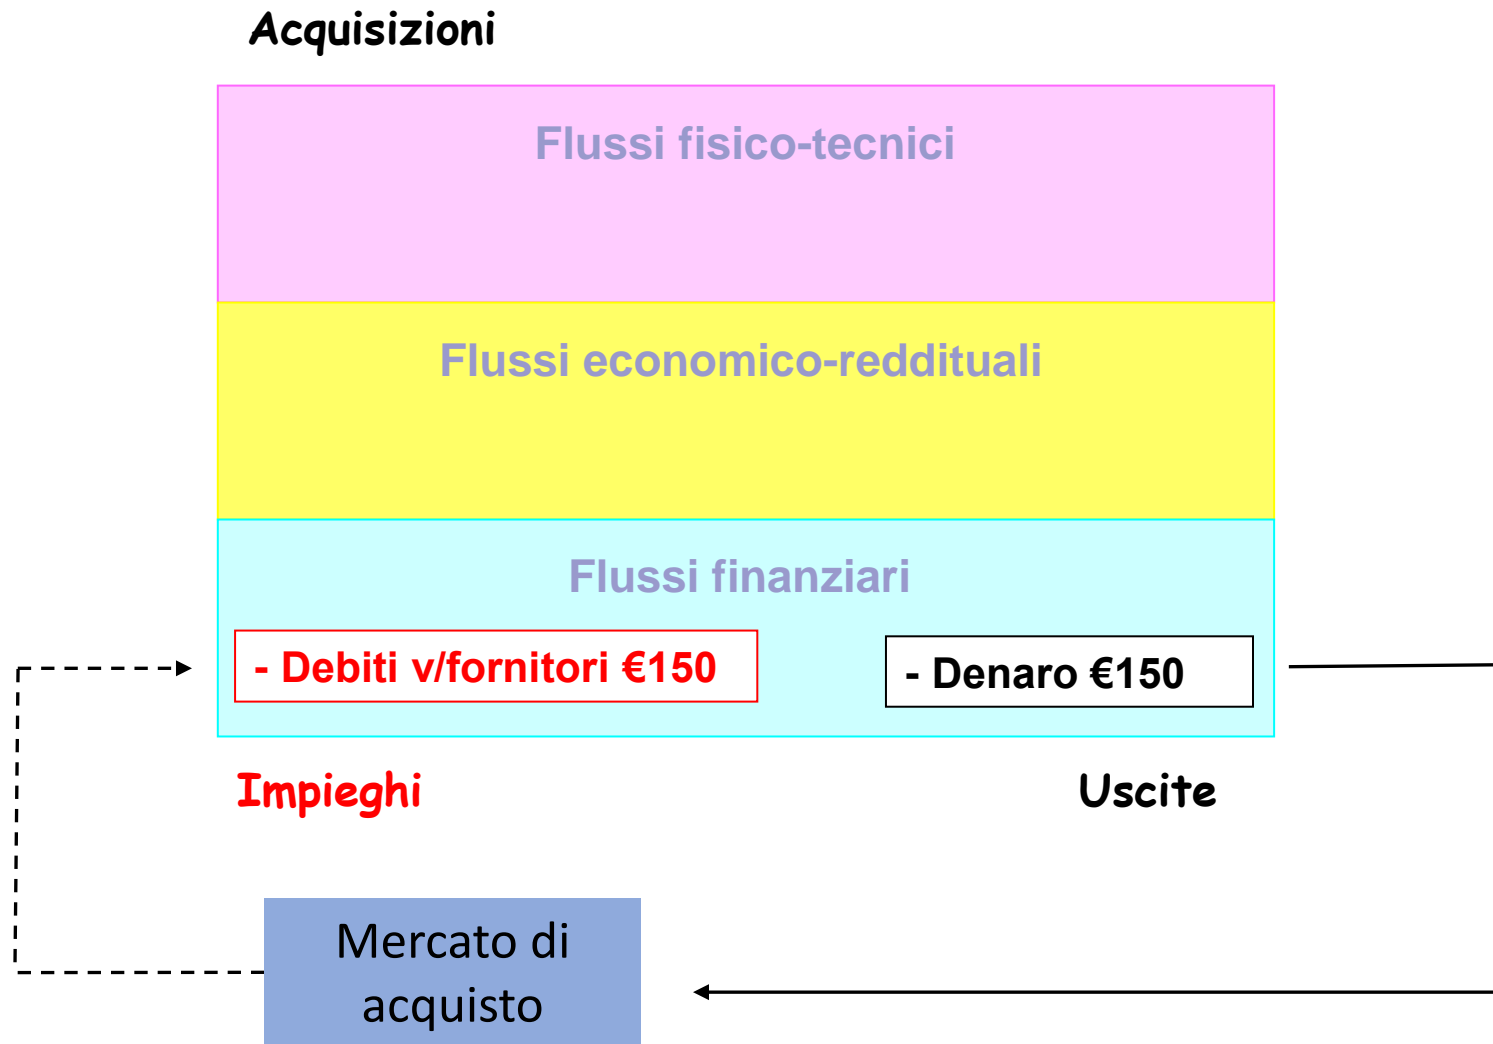 Acquisizioni
Flussi fisico-tecnici
Flussi economico-reddituali
Flussi finanziari
- Debiti v/fornitori €150
- Denaro €150
Impieghi
Uscite
Mercato di
acquisto